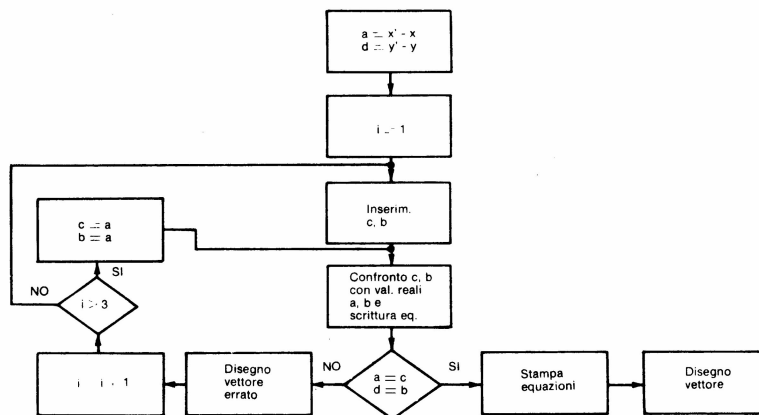 a = x' - x
d = y' - y
i = 1
Inserim.
c, b
c = a
b = a
SI
NO
i > 3
Confronto c, b
con val. reali
a, b e
scrittura eq.
i i 1
Disegno
vettore
errato
NO
a = c
d = b
SI
Stampa
equazioni
Disegno
vettore